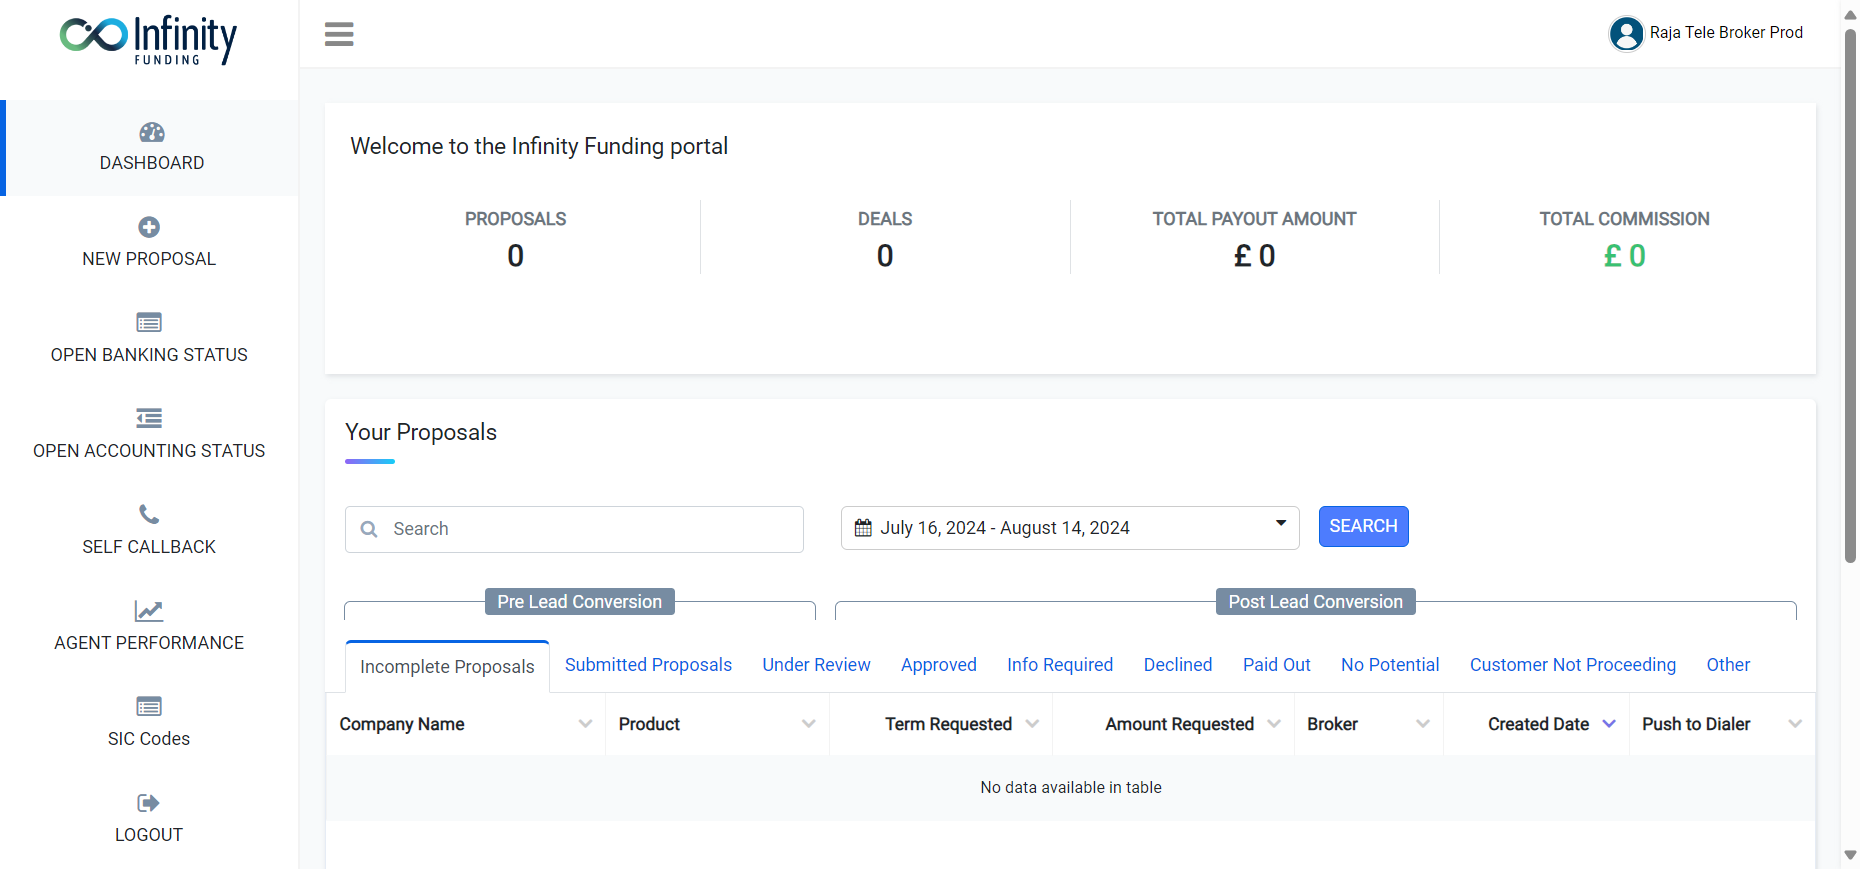 Infinity
FUNDING
Raja Tele Broker Prod
DASHBOARD
NEW PROPOSAL
OPEN BANKING STATUS
OPEN ACCOUNTING STATUS
SELF CALLBACK
AGENT PERFORMANCE
SIC Codes
LOGOUT
Welcome to the Infinity Funding portal
PROPOSALS DEALS TOTAL PAYOUT AMOUNT TOTAL COMMISSION
0 0 £ 0 £ 0
Your Proposals
Search July 16, 2024 - August 14, 2024 SEARCH
Pre Lead Conversion Post Lead Conversion
Incomplete Proposals Submitted Proposals Under Review Approved Info Required Declined Paid Out No Potential Customer Not Proceeding Other
Company Name Product Term Requested Amount Requested Broker Created Date Push to Dialer
No data available in table